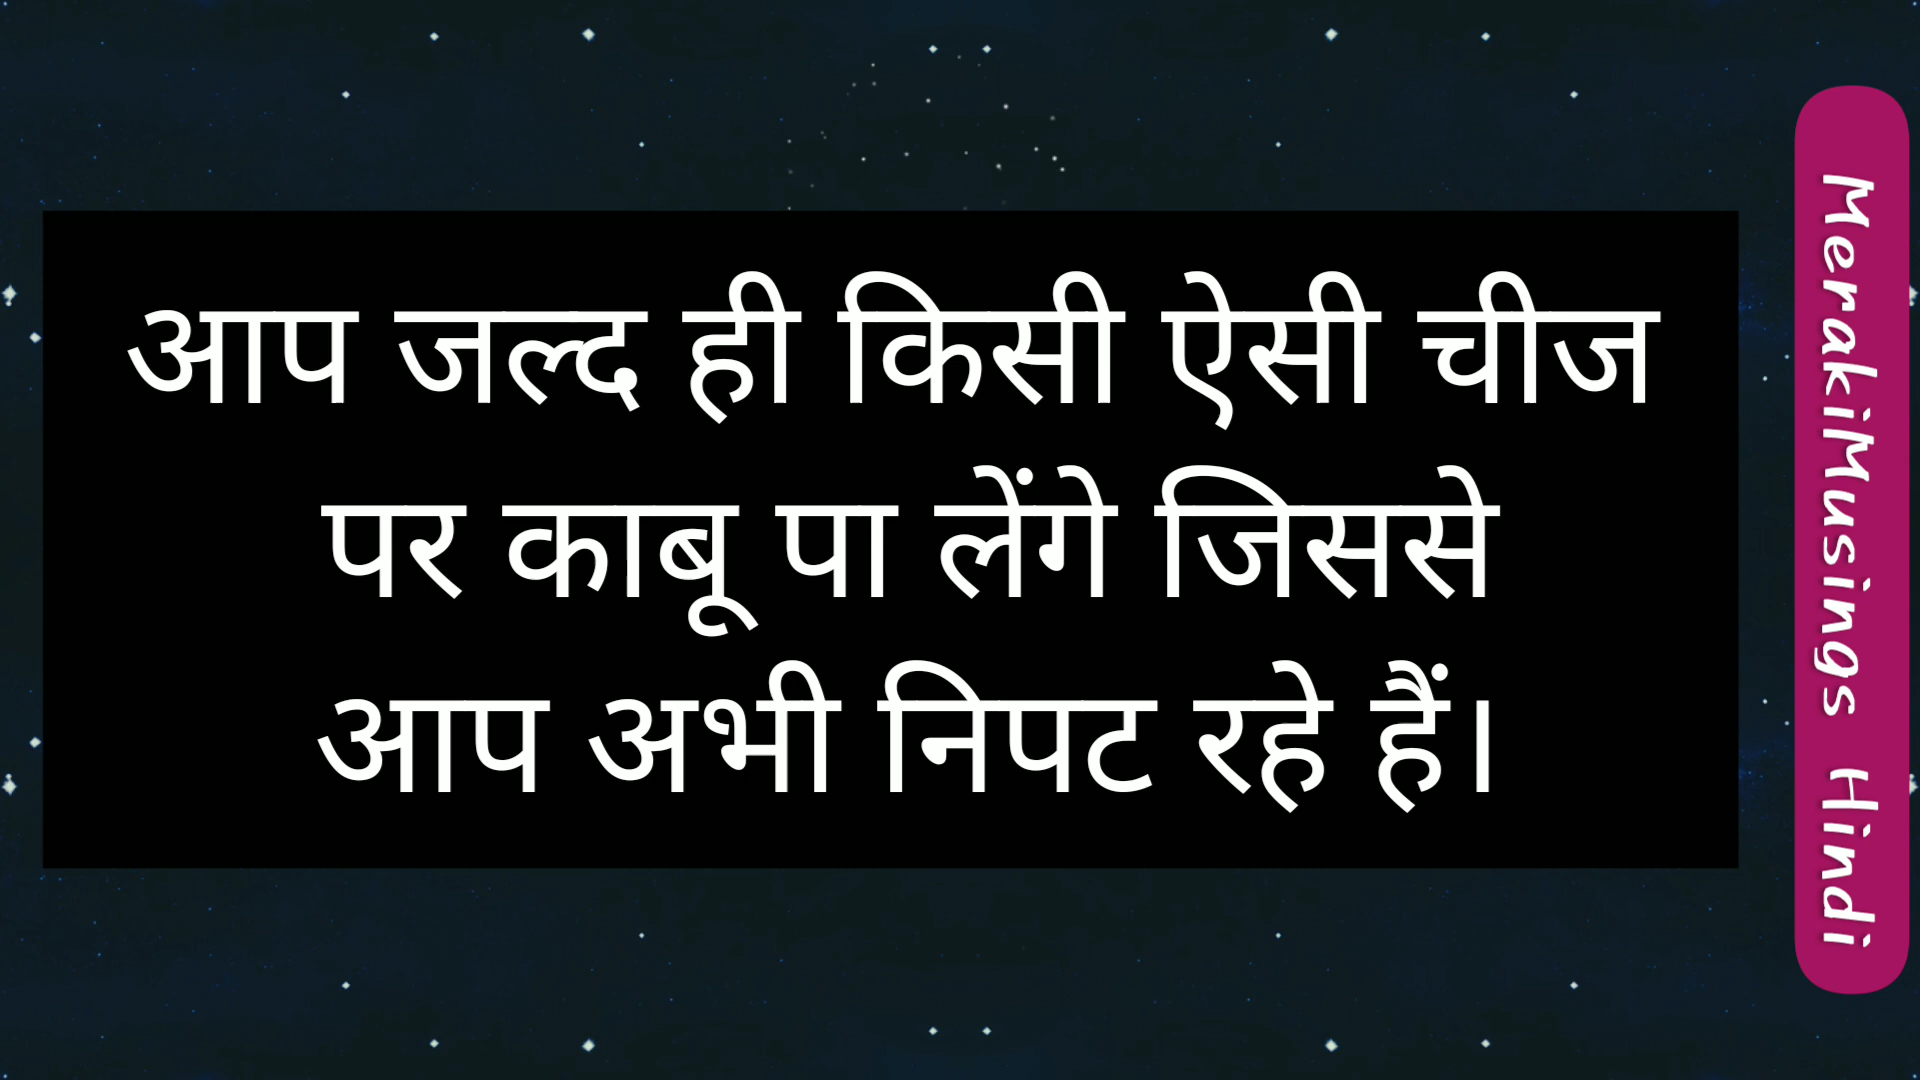 आप जल्द ही किसी ऐसी चीज
पर काबू पा लेंगे जिससे
आप अभी निपट रहे हैं।
MerakiMusings Hindi